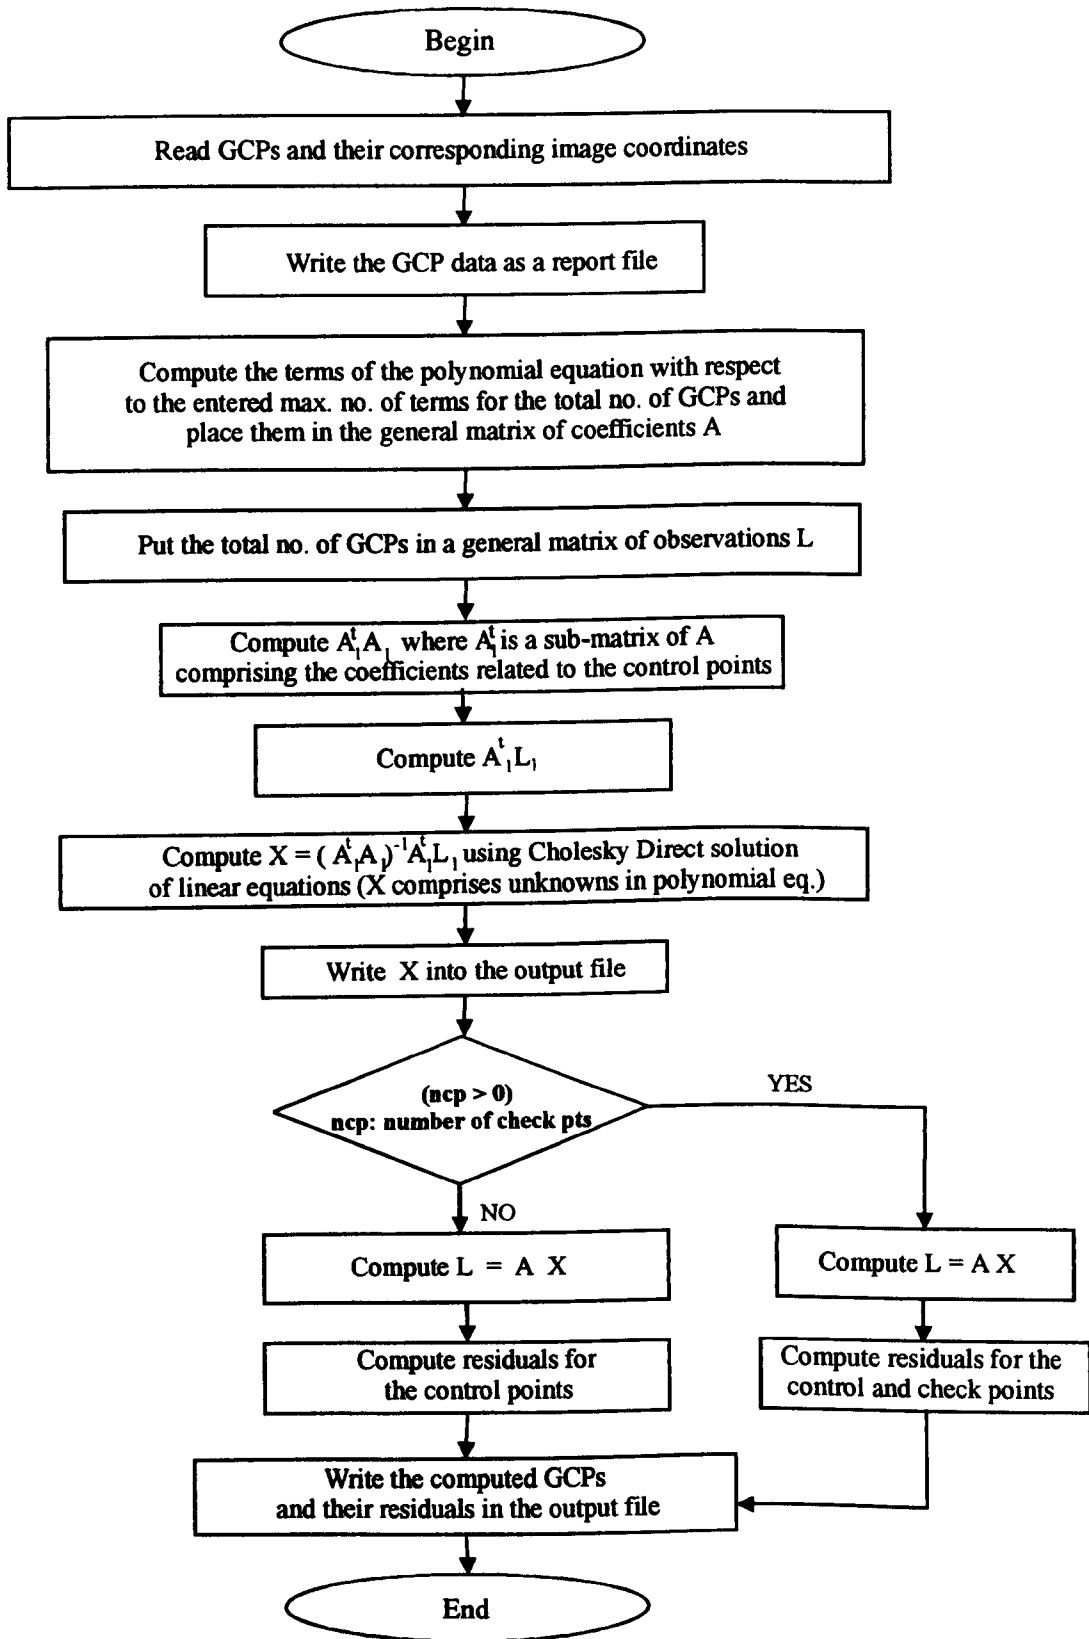 Begin
Read GCPs and their corresponding image coordinates
Write the GCP data as a report file
Compute the terms of the polynomial equation with respect
to the entered max. no. of terms for the total no. of GCPs and
place them in the general matrix of coefficients A
Put the total no. of GCPs in a general matrix of observations L
Compute A₁ᵗA₁ where A₁ᵗ is a sub-matrix of A
comprising the coefficients related to the control points
Compute A₁ᵗL₁
Compute X = ( A₁ᵗA₁)⁻¹A₁ᵗL₁ using Cholesky Direct solution
of linear equations (X comprises unknowns in polynomial eq.)
Write X into the output file
(ncp > 0)
ncp: number of check pts
YES
NO
Compute L = A X
Compute L = A X
Compute residuals for
the control points
Compute residuals for the
control and check points
Write the computed GCPs
and their residuals in the output file
End